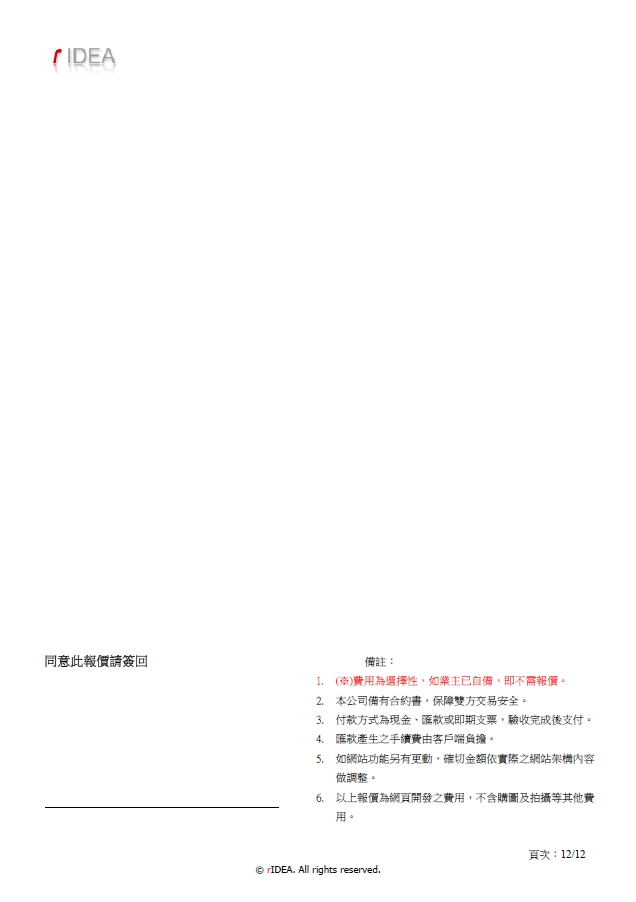 rIDEA
同意此報價請簽回
備註：
1. (※)費用為選擇性，如業主已自備，即不需報價。
2. 本公司備有合約書，保障雙方交易安全。
3. 付款方式為現金、匯款或即期支票，驗收完成後支付。
4. 匯款產生之手續費由客戶端負擔。
5. 如網站功能另有更動，確切金額依實際之網站架構內容
做調整。
6. 以上報價為網頁開發之費用，不含購圖及拍攝等其他費
用。
頁次：12/12
© rIDEA. All rights reserved.